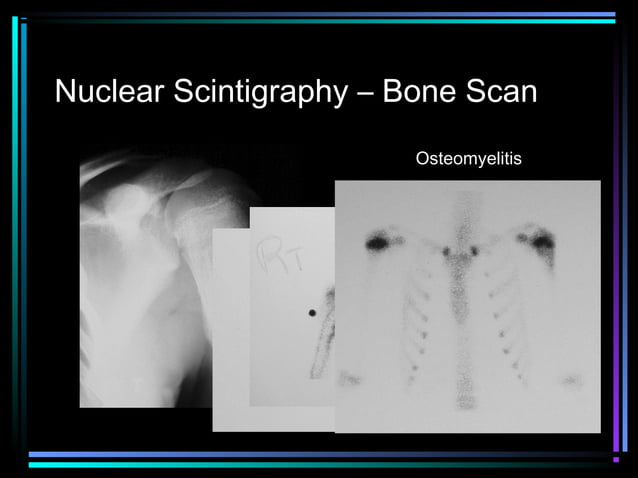 Nuclear Scintigraphy – Bone Scan
Osteomyelitis
RT